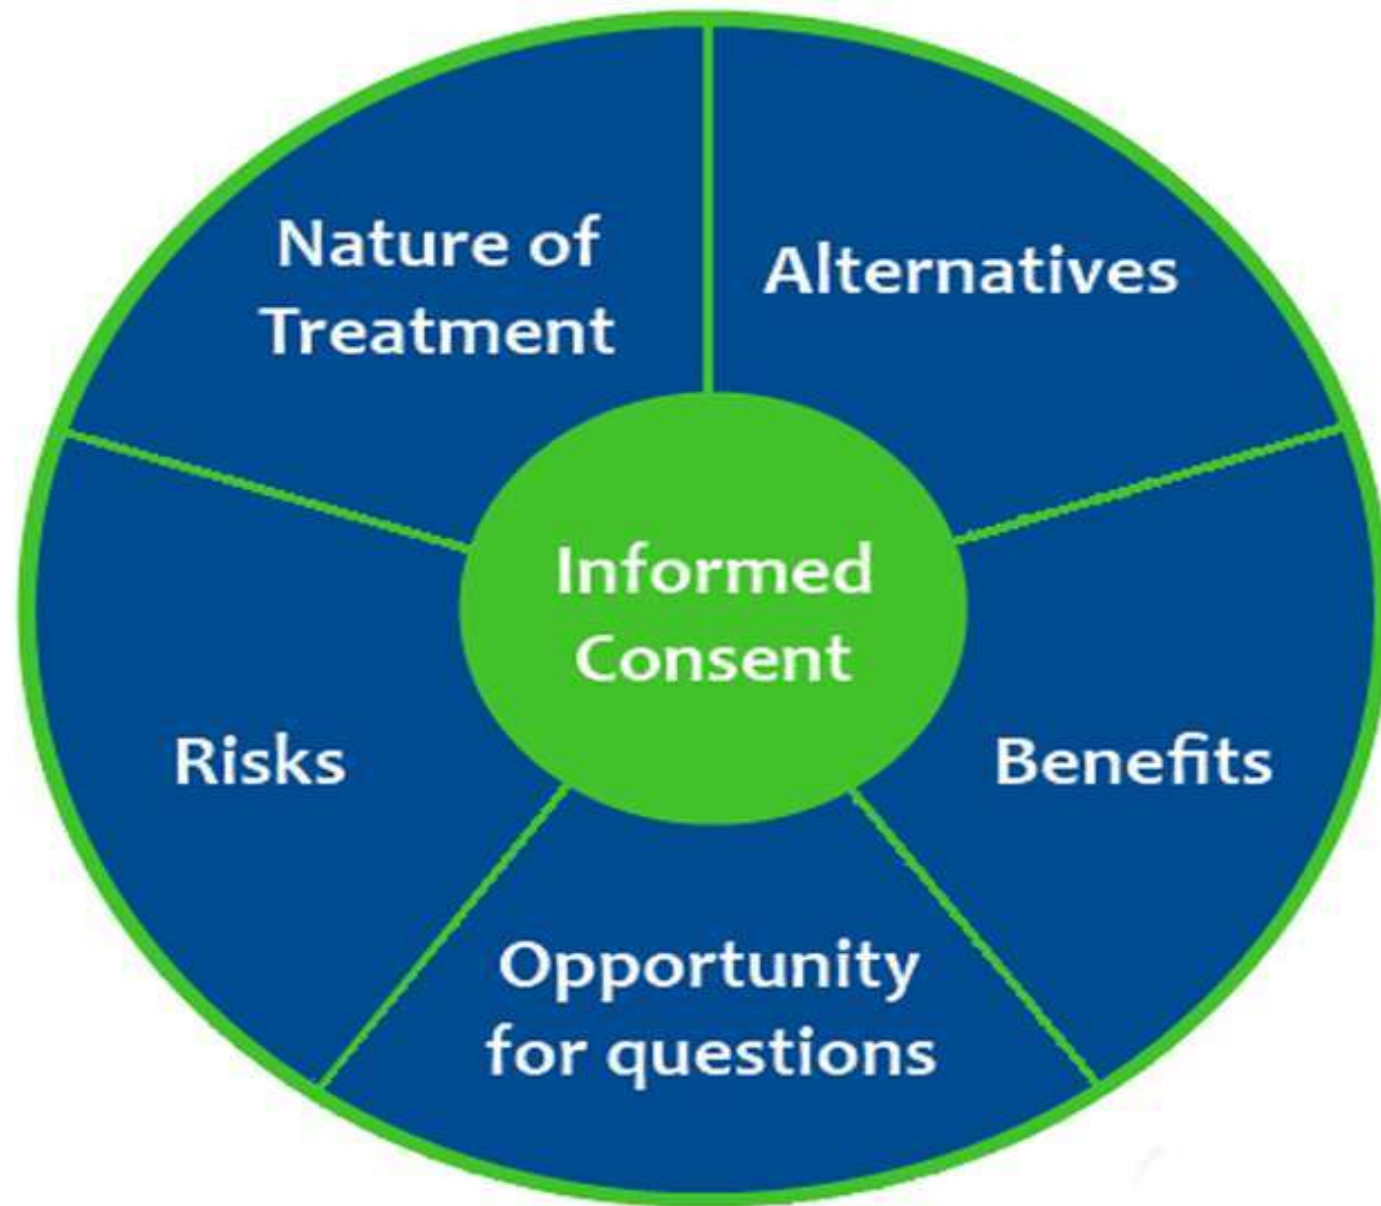 Nature of
Treatment
Alternatives
Informed
Consent
Risks
Benefits
Opportunity
for questions